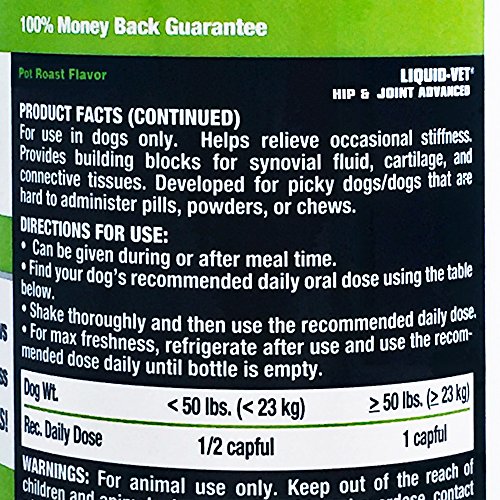 100% Money Back Guarantee
Pot Roast Flavor
LIQUID-VET®
HIP & JOINT ADVANCED
PRODUCT FACTS (CONTINUED)
For use in dogs only. Helps relieve occasional stiffness.
Provides building blocks for synovial fluid, cartilage, and
connective tissues. Developed for picky dogs/dogs that are
hard to administer pills, powders, or chews.
DIRECTIONS FOR USE:
• Can be given during or after meal time.
• Find your dog's recommended daily oral dose using the table
below.
• Shake thoroughly and then use the recommended daily dose.
• For max freshness, refrigerate after use and use the recom-
mended dose daily until bottle is empty.
Dog Wt. < 50 lbs. (< 23 kg) ≥ 50 lbs. (≥ 23 kg)
Rec. Daily Dose 1/2 capful 1 capful
WARNINGS: For animal use only. Keep out of the reach of
children and
contact
S!